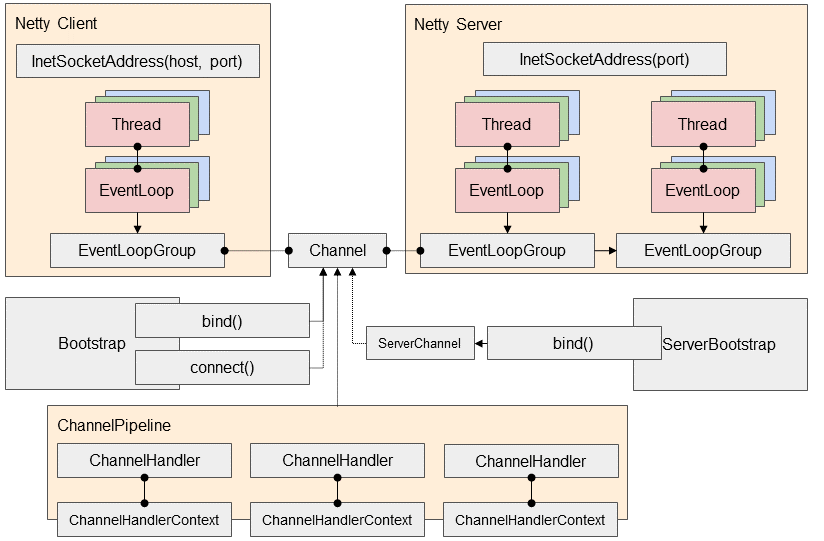 Netty Client
InetSocketAddress(host, port)
Thread
EventLoop
EventLoopGroup
Channel
Netty Server
InetSocketAddress(port)
Thread
Thread
EventLoop
EventLoop
EventLoopGroup
EventLoopGroup
Bootstrap
bind()
connect()
ServerChannel
bind()
ServerBootstrap
ChannelPipeline
ChannelHandler
ChannelHandler
ChannelHandler
ChannelHandlerContext
ChannelHandlerContext
ChannelHandlerContext